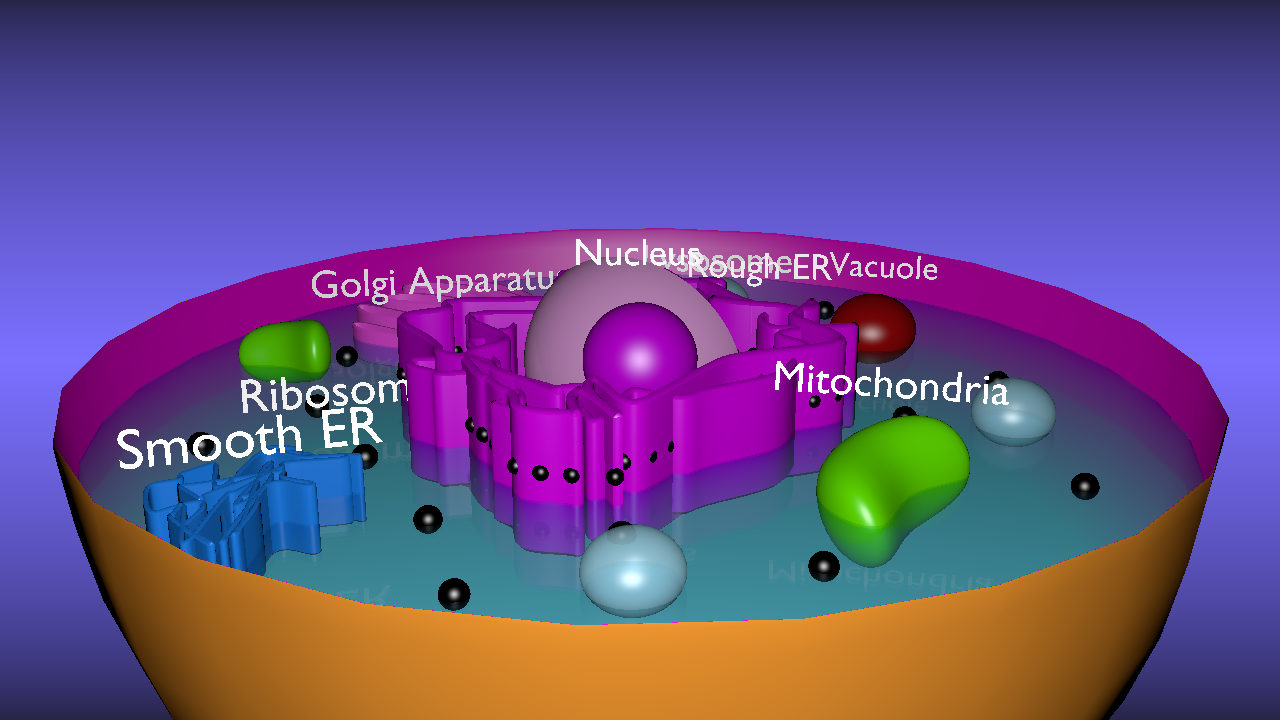 Nucleus
Rough ER
Vacuole
Golgi Apparatus
Mitochondria
Ribosom
Smooth ER